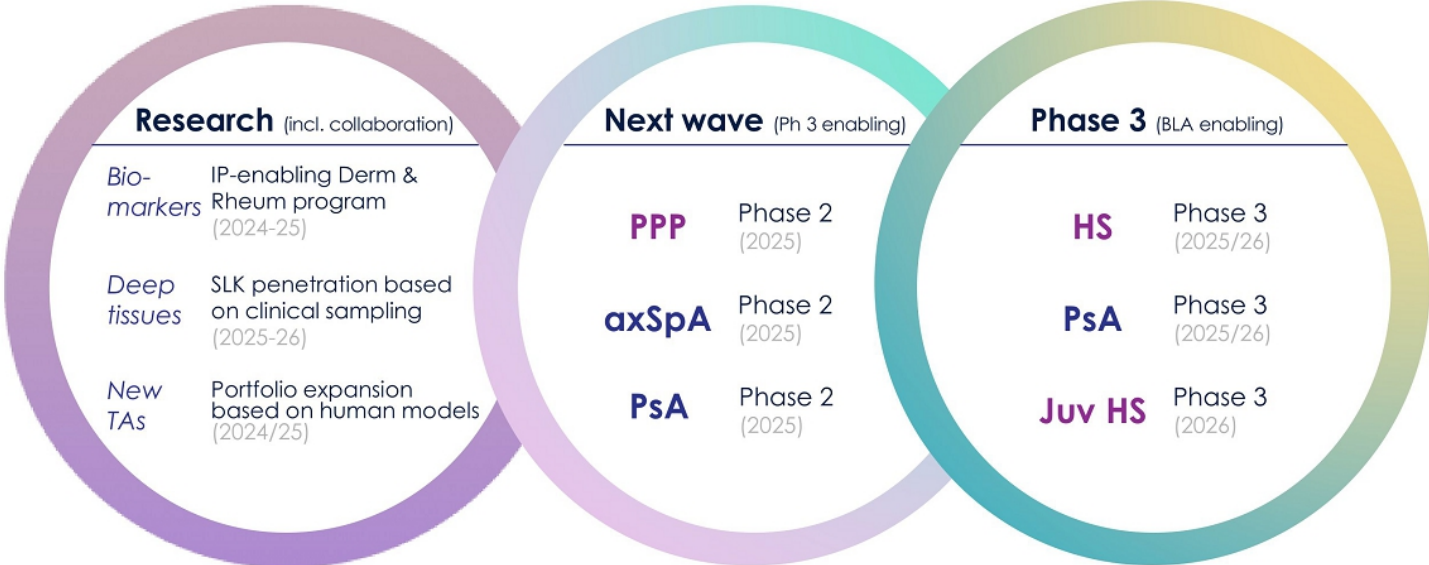 Research (incl. collaboration)
Bio-
markers
IP-enabling Derm &
Rheum program
(2024-25)
Deep
tissues
SLK penetration based
on clinical sampling
(2025-26)
New
TAs
Portfolio expansion
based on human models
(2024/25)
Next wave (Ph 3 enabling)
PPP
Phase 2
(2025)
axSpA
Phase 2
(2025)
PsA
Phase 2
(2025)
Phase 3 (BLA enabling)
HS
Phase 3
(2025/26)
PsA
Phase 3
(2025/26)
Juv HS
Phase 3
(2026)